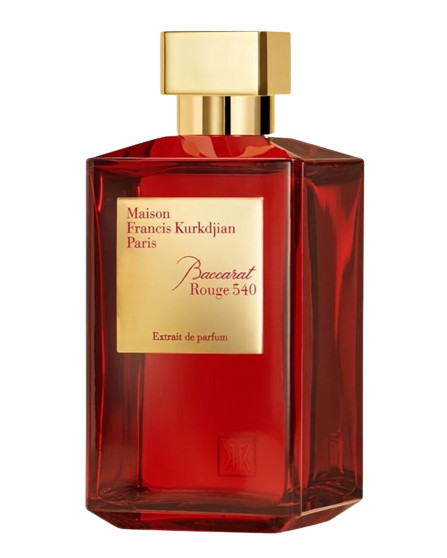 Maison
Francis Kurkdjian
Paris
Baccarat
Rouge 540
Extrait de parfum